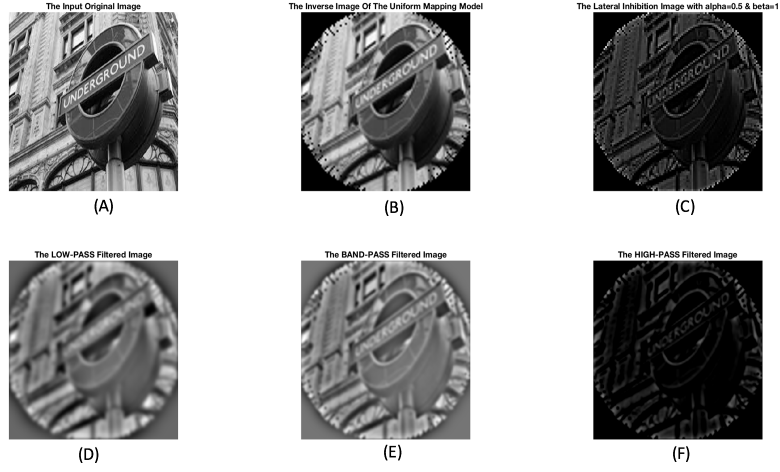 The Input Original Image
The Inverse Image Of The Uniform Mapping Model
The Lateral Inhibition Image with alpha=0.5 & beta=1
UNDERGROUND
UNDERGROUND
UNDERGROUND
(A)
(B)
(C)
The LOW-PASS Filtered Image
The BAND-PASS Filtered Image
The HIGH-PASS Filtered Image
UNDERGROUND
UNDERGROUND
(D)
(E)
(F)